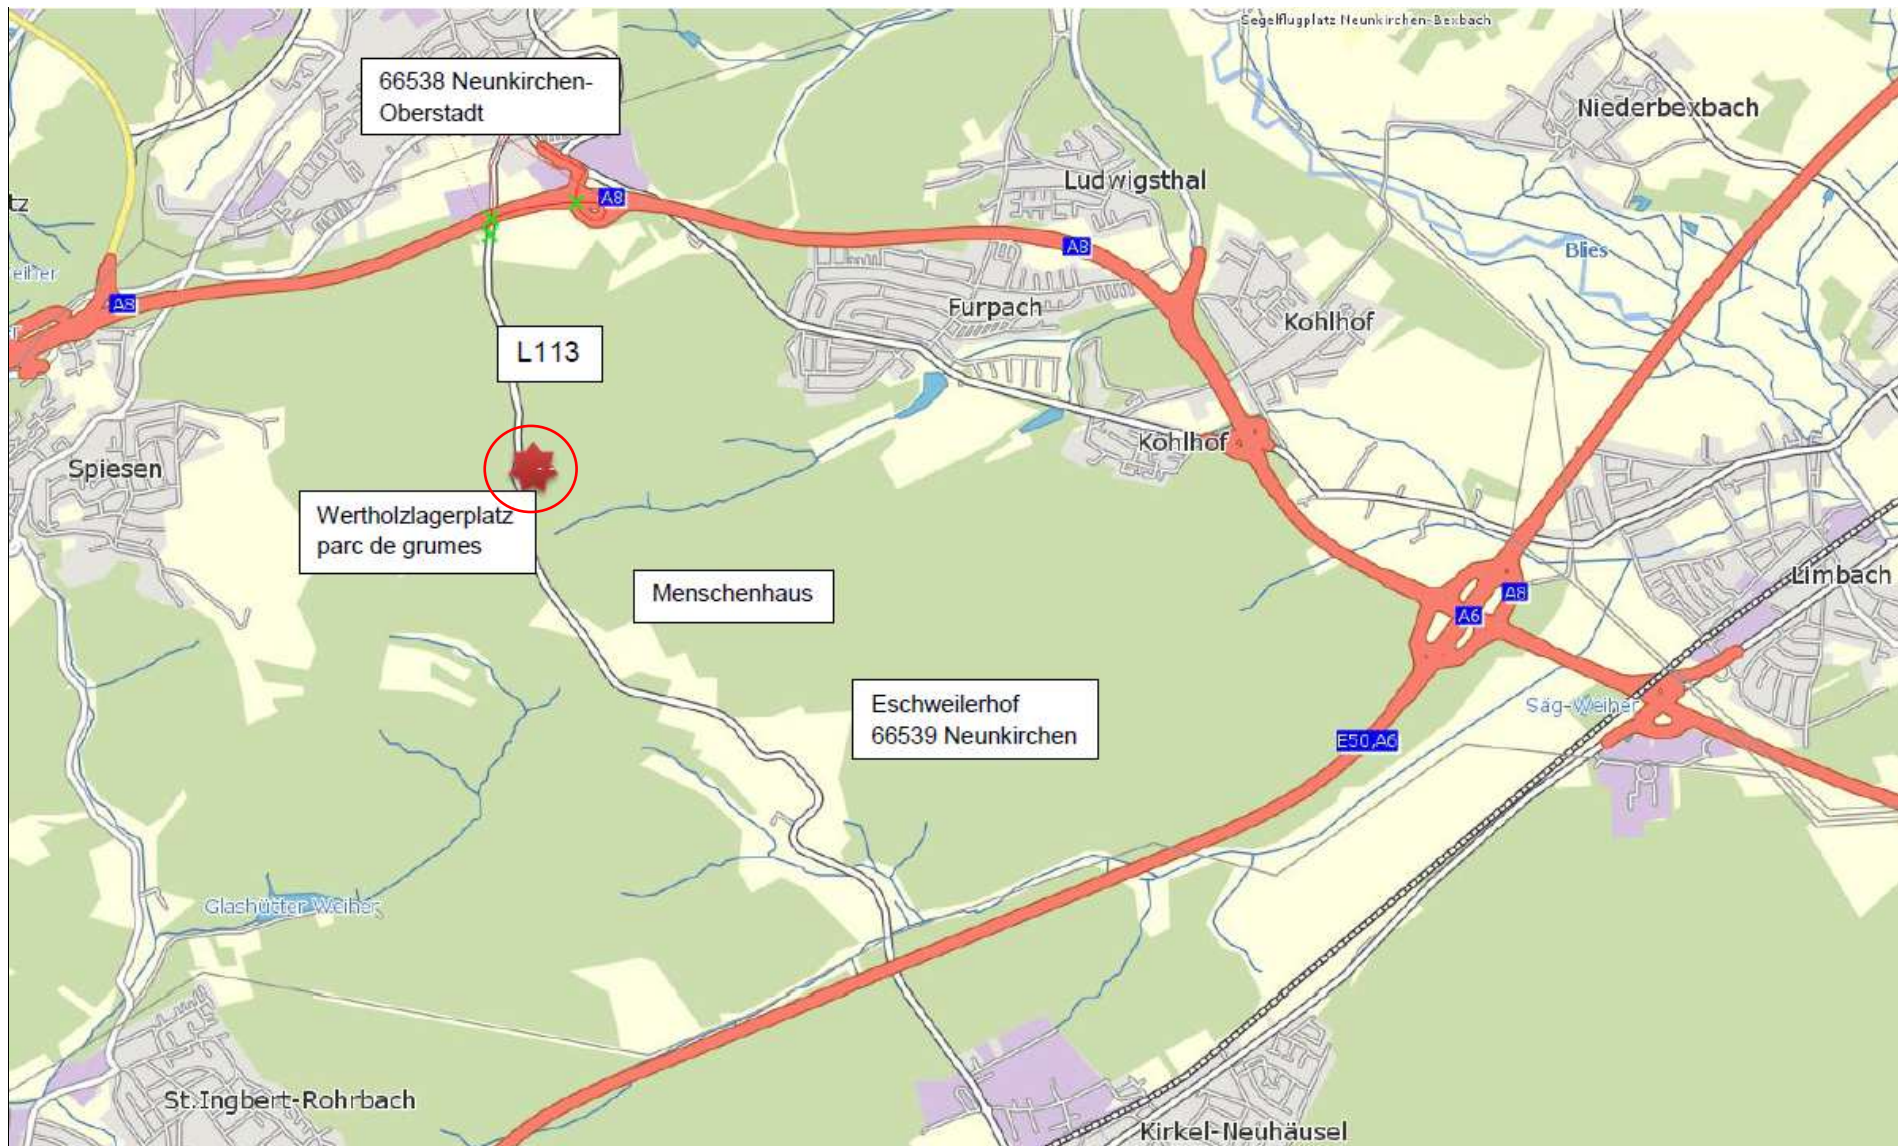 Segelflugplatz Neunkirchen-Bexbach
66538 Neunkirchen-
Oberstadt
Niederbexbach
Ludwigsthal
A8
tz
A8
Blies
A8
Furpach
Kohlhof
L113
Kohlhof
Spiesen
Wertholzlagerplatz
parc de grumes
Limbach
Menschenhaus
A8
A6
Eschweilerhof
66539 Neunkirchen
Säg-Weiher
E50,A6
Glashütter Weiher
St.Ingbert-Rohrbach
Kirkel-Neuhäusel